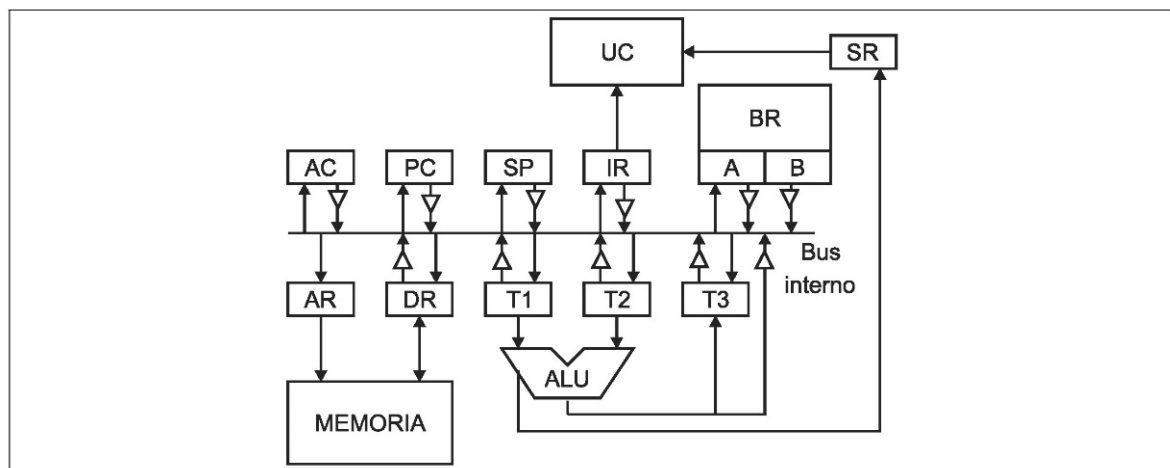 UC
SR
BR
AC
PC
SP
IR
A
B
Bus
interno
AR
DR
T1
T2
T3
ALU
MEMORIA